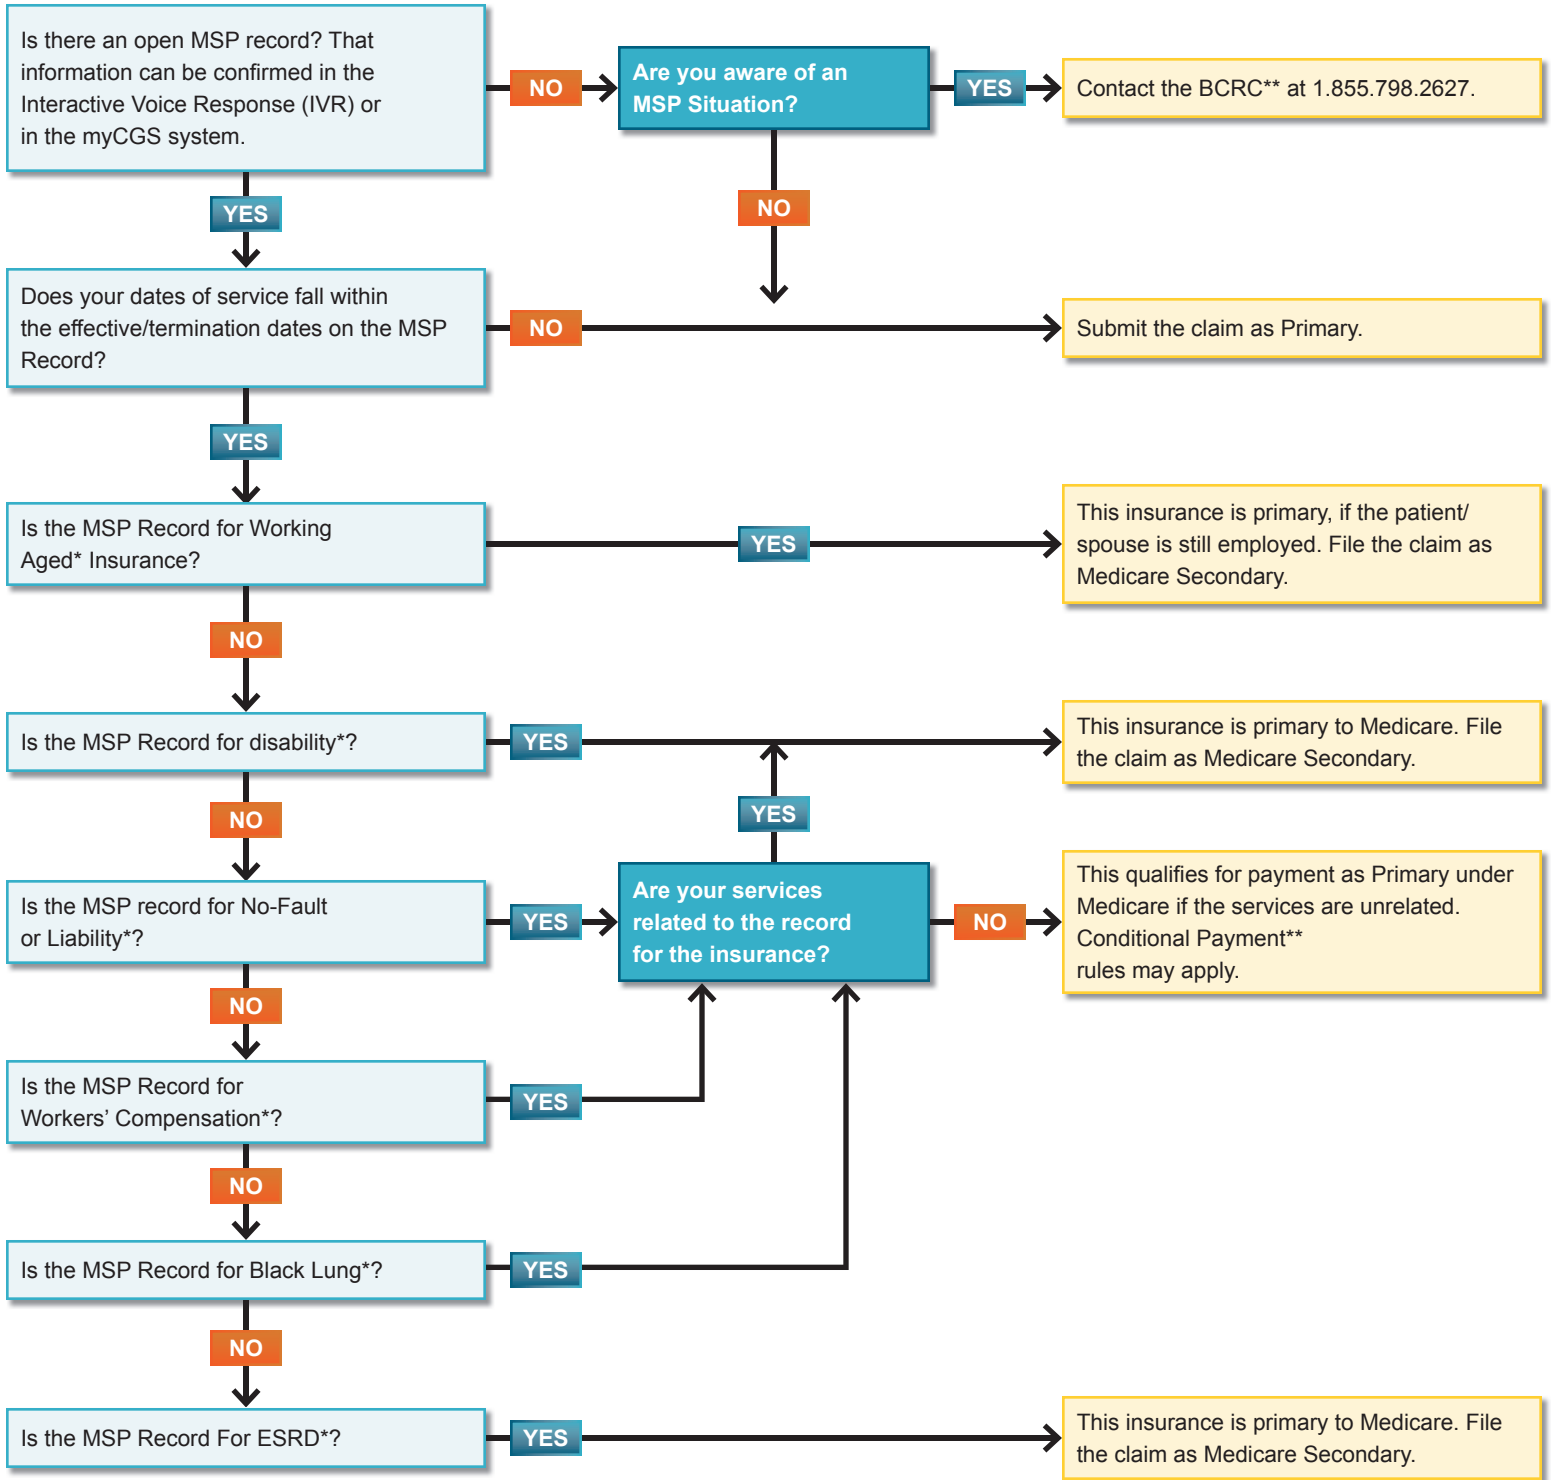 Is there an open MSP record? That
information can be confirmed in the
Interactive Voice Response (IVR) or
in the myCGS system.
NO
Are you aware of an
MSP Situation?
YES
Contact the BCRC** at 1.855.798.2627.
YES
NO
Does your dates of service fall within
the effective/termination dates on the MSP
Record?
NO
Submit the claim as Primary.
YES
Is the MSP Record for Working
Aged* Insurance?
YES
This insurance is primary, if the patient/
spouse is still employed. File the claim as
Medicare Secondary.
NO
Is the MSP Record for disability*?
YES
This insurance is primary to Medicare. File
the claim as Medicare Secondary.
NO
YES
Is the MSP record for No-Fault
or Liability*?
YES
Are your services
related to the record
for the insurance?
NO
This qualifies for payment as Primary under
Medicare if the services are unrelated.
Conditional Payment**
rules may apply.
NO
Is the MSP Record for
Workers’ Compensation*?
YES
NO
Is the MSP Record for Black Lung*?
YES
NO
Is the MSP Record For ESRD*?
YES
This insurance is primary to Medicare. File
the claim as Medicare Secondary.